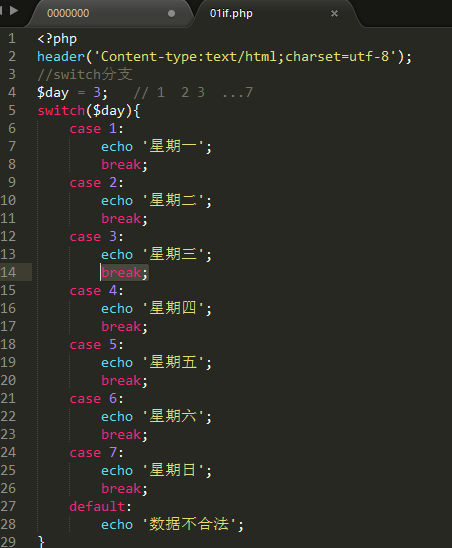 0000000
01if.php
1 <?php
2 header('Content-type:text/html;charset=utf-8');
3 //switch分支
4 $day = 3;   // 1  2 3  ...7
5 switch($day){
6     case 1:
7         echo '星期一';
8         break;
9     case 2:
10         echo '星期二';
11         break;
12     case 3:
13         echo '星期三';
14         break;
15     case 4:
16         echo '星期四';
17         break;
18     case 5:
19         echo '星期五';
20         break;
21     case 6:
22         echo '星期六';
23         break;
24     case 7:
25         echo '星期日';
26         break;
27     default:
28         echo '数据不合法';
29 }